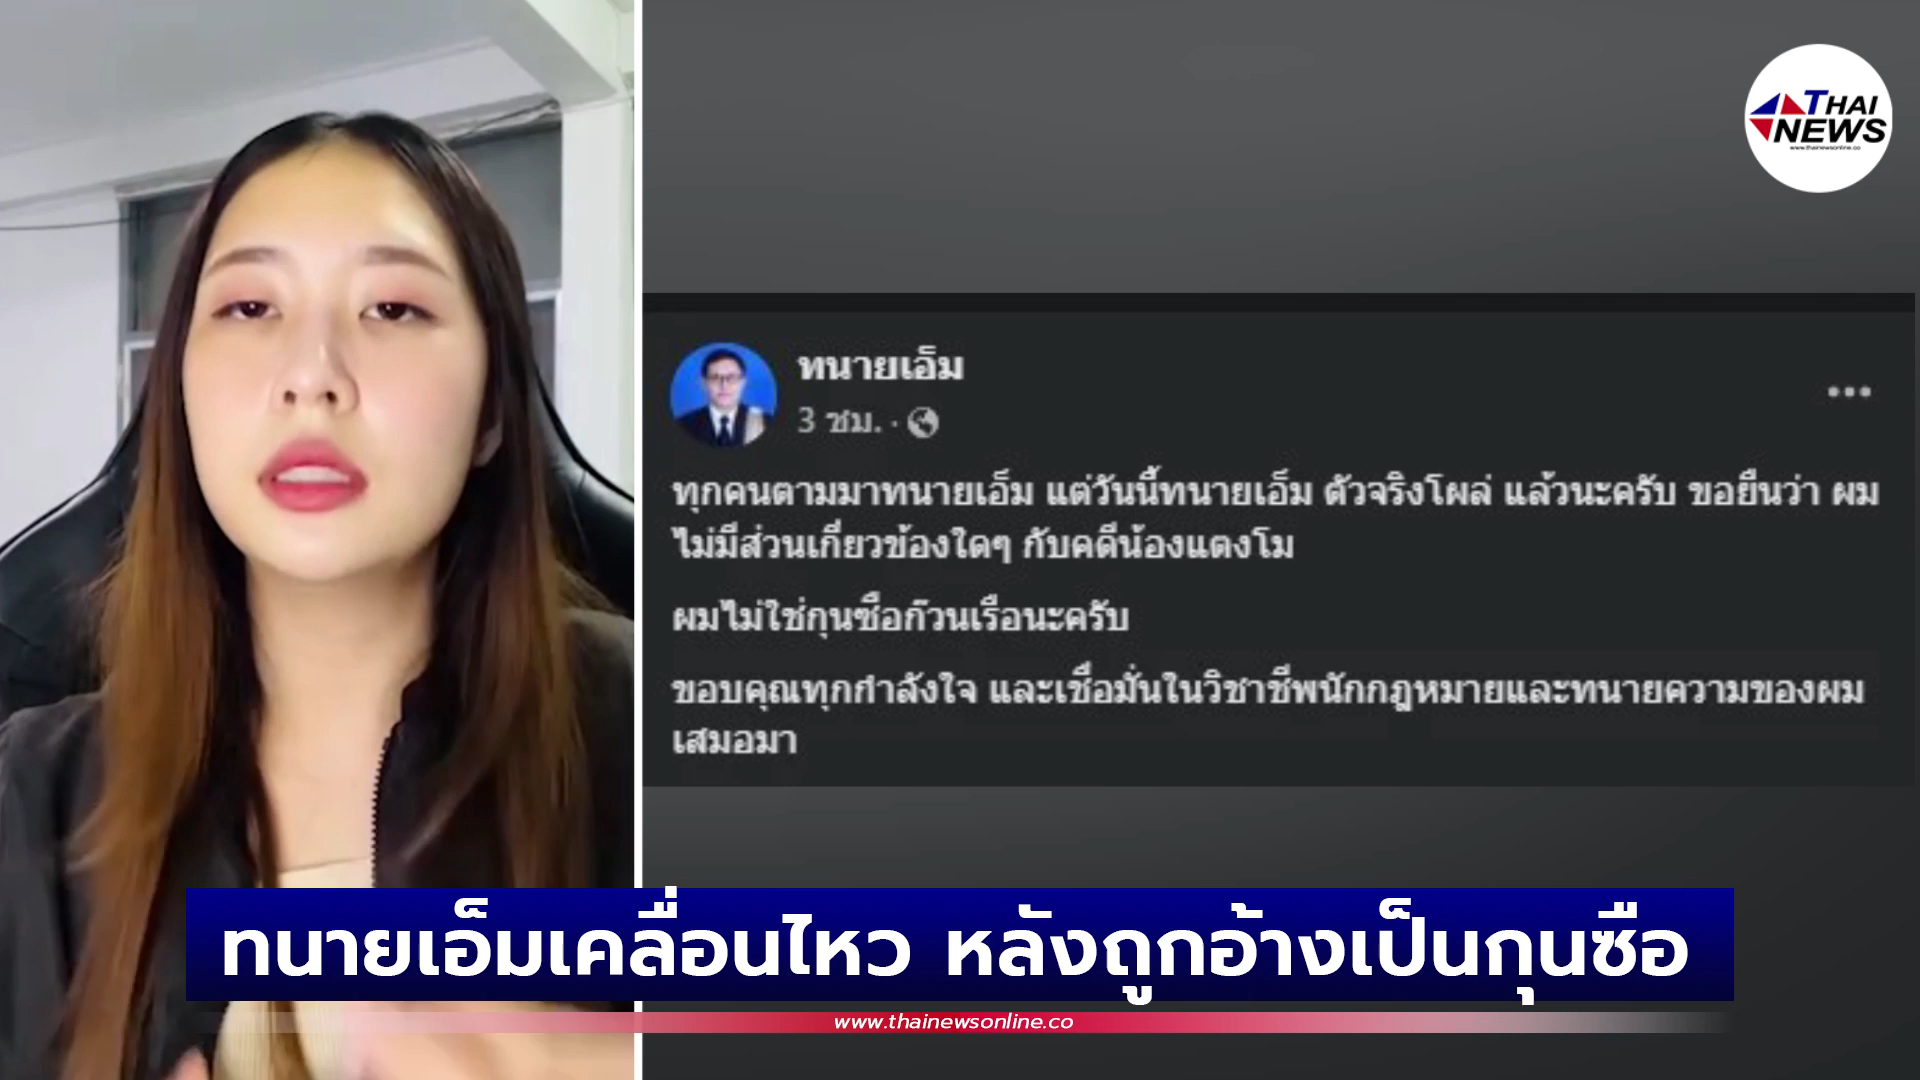 THAI
NEWS
www.thainewsonline.co
ทนายเอ็ม
3 ชม. ·
ทุกคนตามมาทนายเอ็ม แต่วันนี้ทนายเอ็ม ตัวจริงโผล่ แล้วนะครับ ขอยืนว่า ผม
ไม่มีส่วนเกี่ยวข้องใดๆ กับคดีน้องแตงโม
ผมไม่ใช่กุนซือก๊วนเรือนะครับ
ขอบคุณทุกกำลังใจ และเชื่อมั่นในวิชาชีพนักกฎหมายและทนายความของผม
เสมอมา
ทนายเอ็มเคลื่อนไหว หลังถูกอ้างเป็นกุนซือ
www.thainewsonline.co